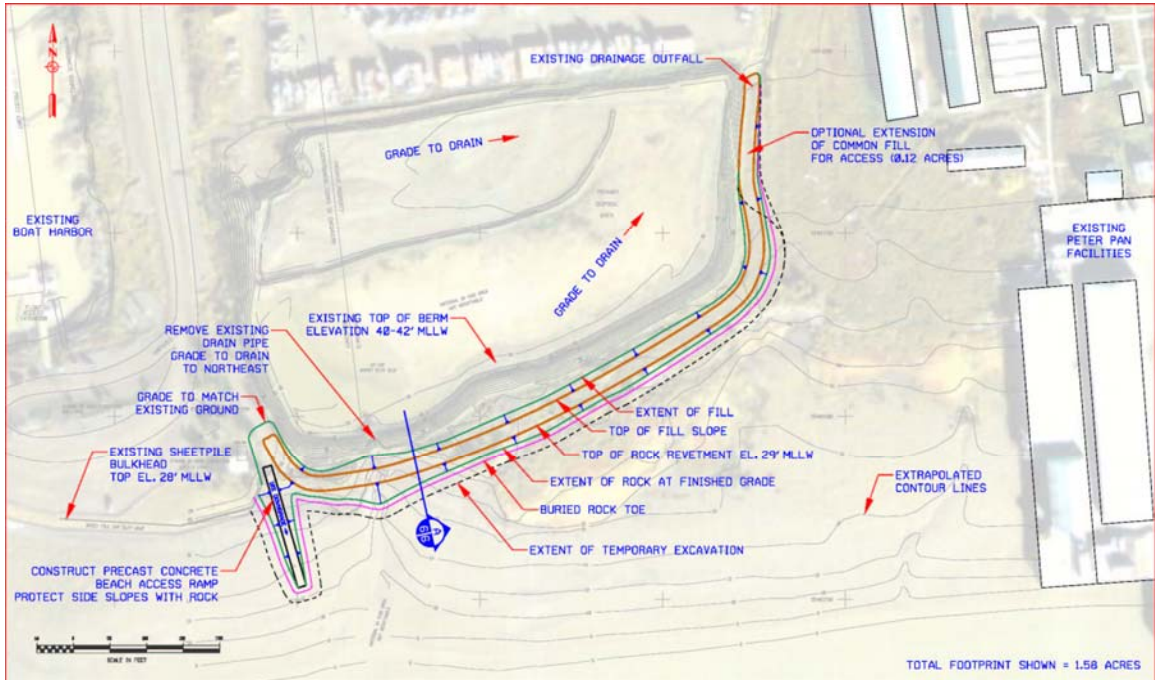 N
EXISTING DRAINAGE OUTFALL
OPTIONAL EXTENSION
OF COMMON FILL
FOR ACCESS (0.12 ACRES)
GRADE TO DRAIN
EXISTING
BOAT HARBOR
EXISTING
PETER PAN
FACILITIES
GRADE TO DRAIN
EXISTING TOP OF BERM
ELEVATION 40-42' MLLW
REMOVE EXISTING
DRAIN PIPE
GRADE TO DRAIN
TO NORTHEAST
GRADE TO MATCH
EXISTING GROUND
EXTENT OF FILL
TOP OF FILL SLOPE
TOP OF ROCK REVETMENT EL. 29' MLLW
EXISTING SHEETPILE
BULKHEAD
TOP EL. 28' MLLW
EXTENT OF ROCK AT FINISHED GRADE
EXTRAPOLATED
CONTOUR LINES
BURIED ROCK TOE
A
6|6
EXTENT OF TEMPORARY EXCAVATION
CONSTRUCT PRECAST CONCRETE
BEACH ACCESS RAMP
PROTECT SIDE SLOPES WITH ROCK
SCALE IN FEET
TOTAL FOOTPRINT SHOWN = 1.58 ACRES